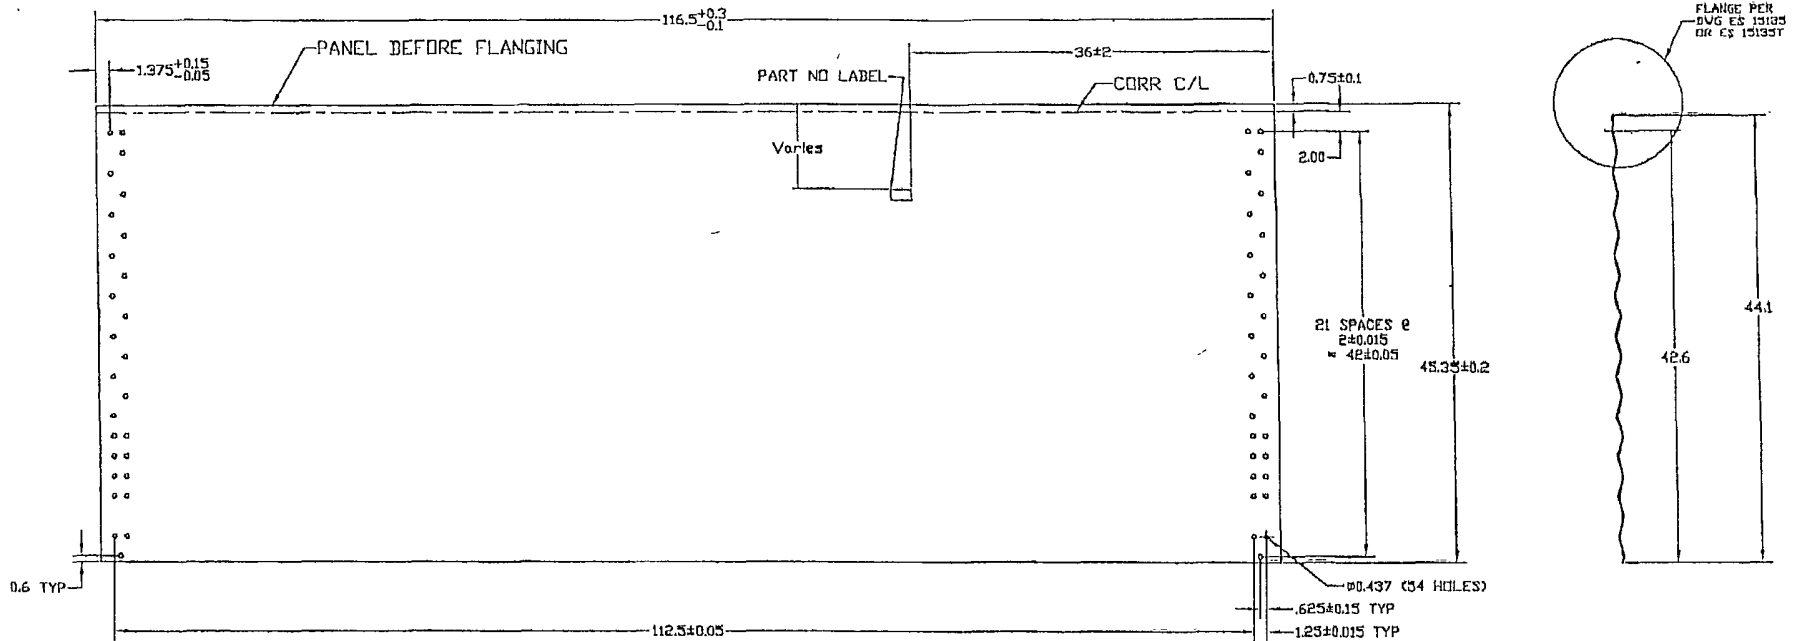 116.5+0.3 -0.1
FLANGE PER
DWG ES 15135
OR ES 15135T
PANEL BEFORE FLANGING
36±2
1.375+0.15 -0.05
PART NO LABEL
CORR C/L
0.75±0.1
Varies
2.00
21 SPACES @
2±0.015
= 42±0.05
45.35±0.2
42.6
44.1
0.6 TYP
ø0.437 (54 HOLES)
.625±0.15 TYP
112.5±0.05
1.25±0.015 TYP